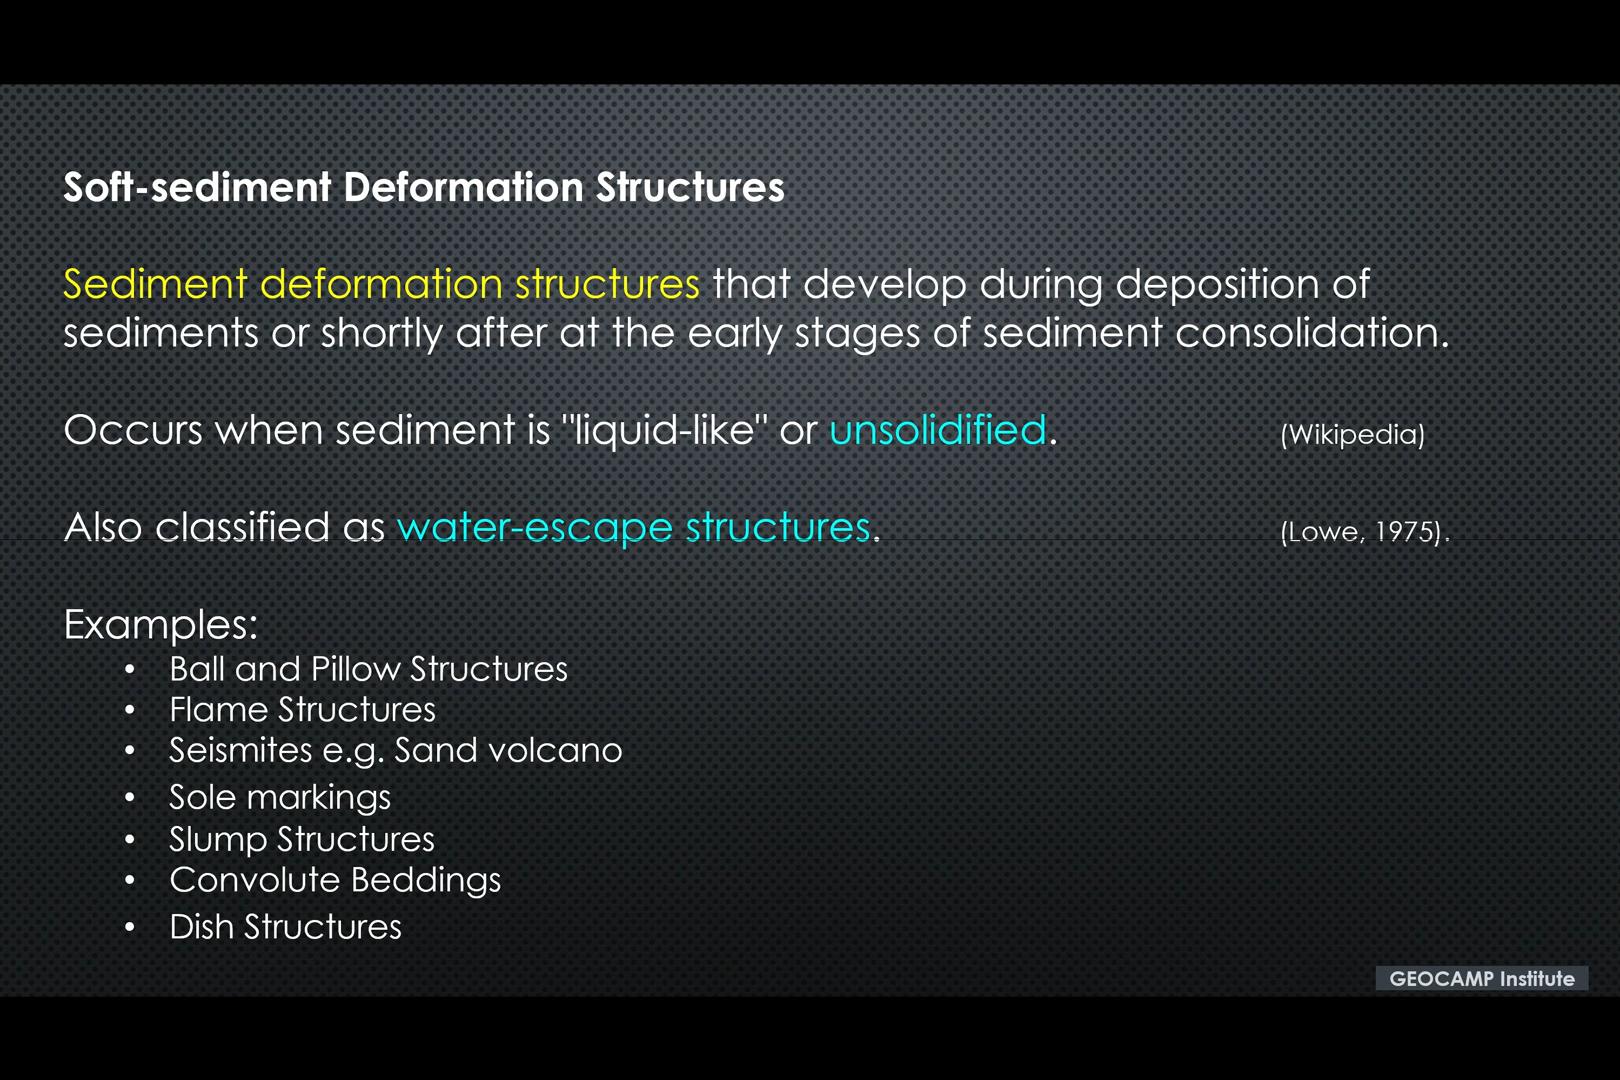 Soft-sediment Deformation Structures
Sediment deformation structures that develop during deposition of
sediments or shortly after at the early stages of sediment consolidation.
Occurs when sediment is "liquid-like" or unsolidified. (Wikipedia)
Also classified as water-escape structures. (Lowe, 1975).
Examples:
• Ball and Pillow Structures
• Flame Structures
• Seismites e.g. Sand volcano
• Sole markings
• Slump Structures
• Convolute Beddings
• Dish Structures
GEOCAMP Institute